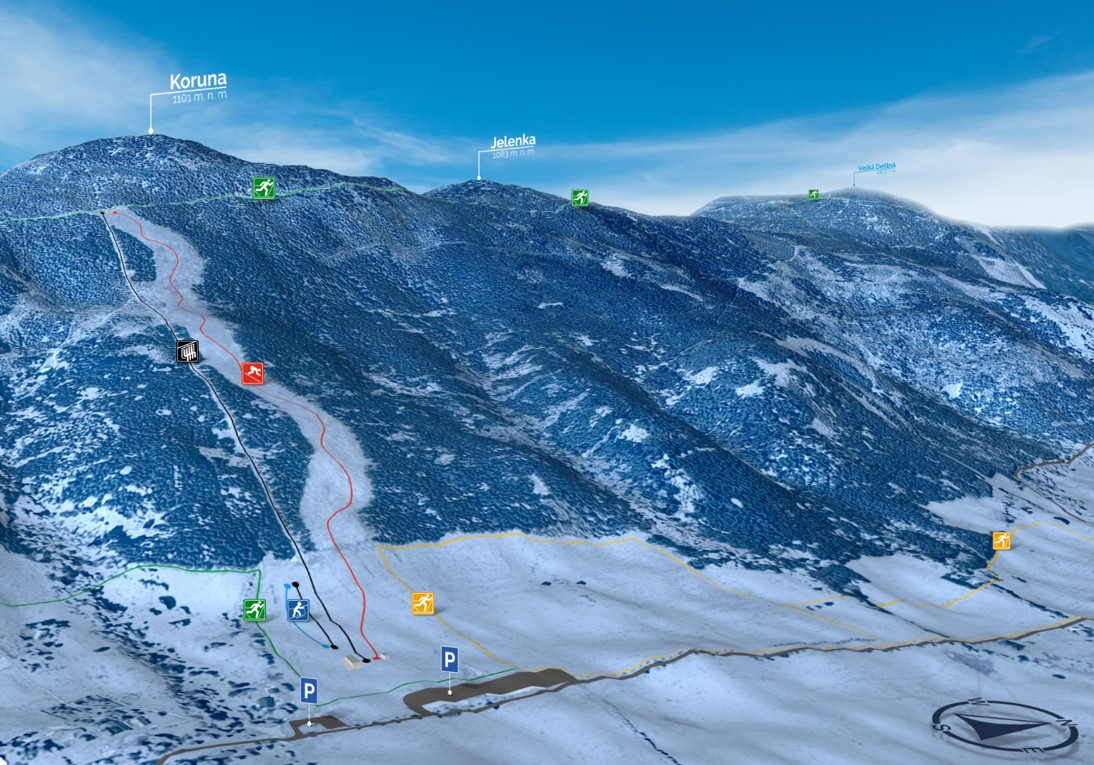 Koruna
1101 m. n. m
Jelenka
1083 m. n. m
Velká Deštná
P
P
S